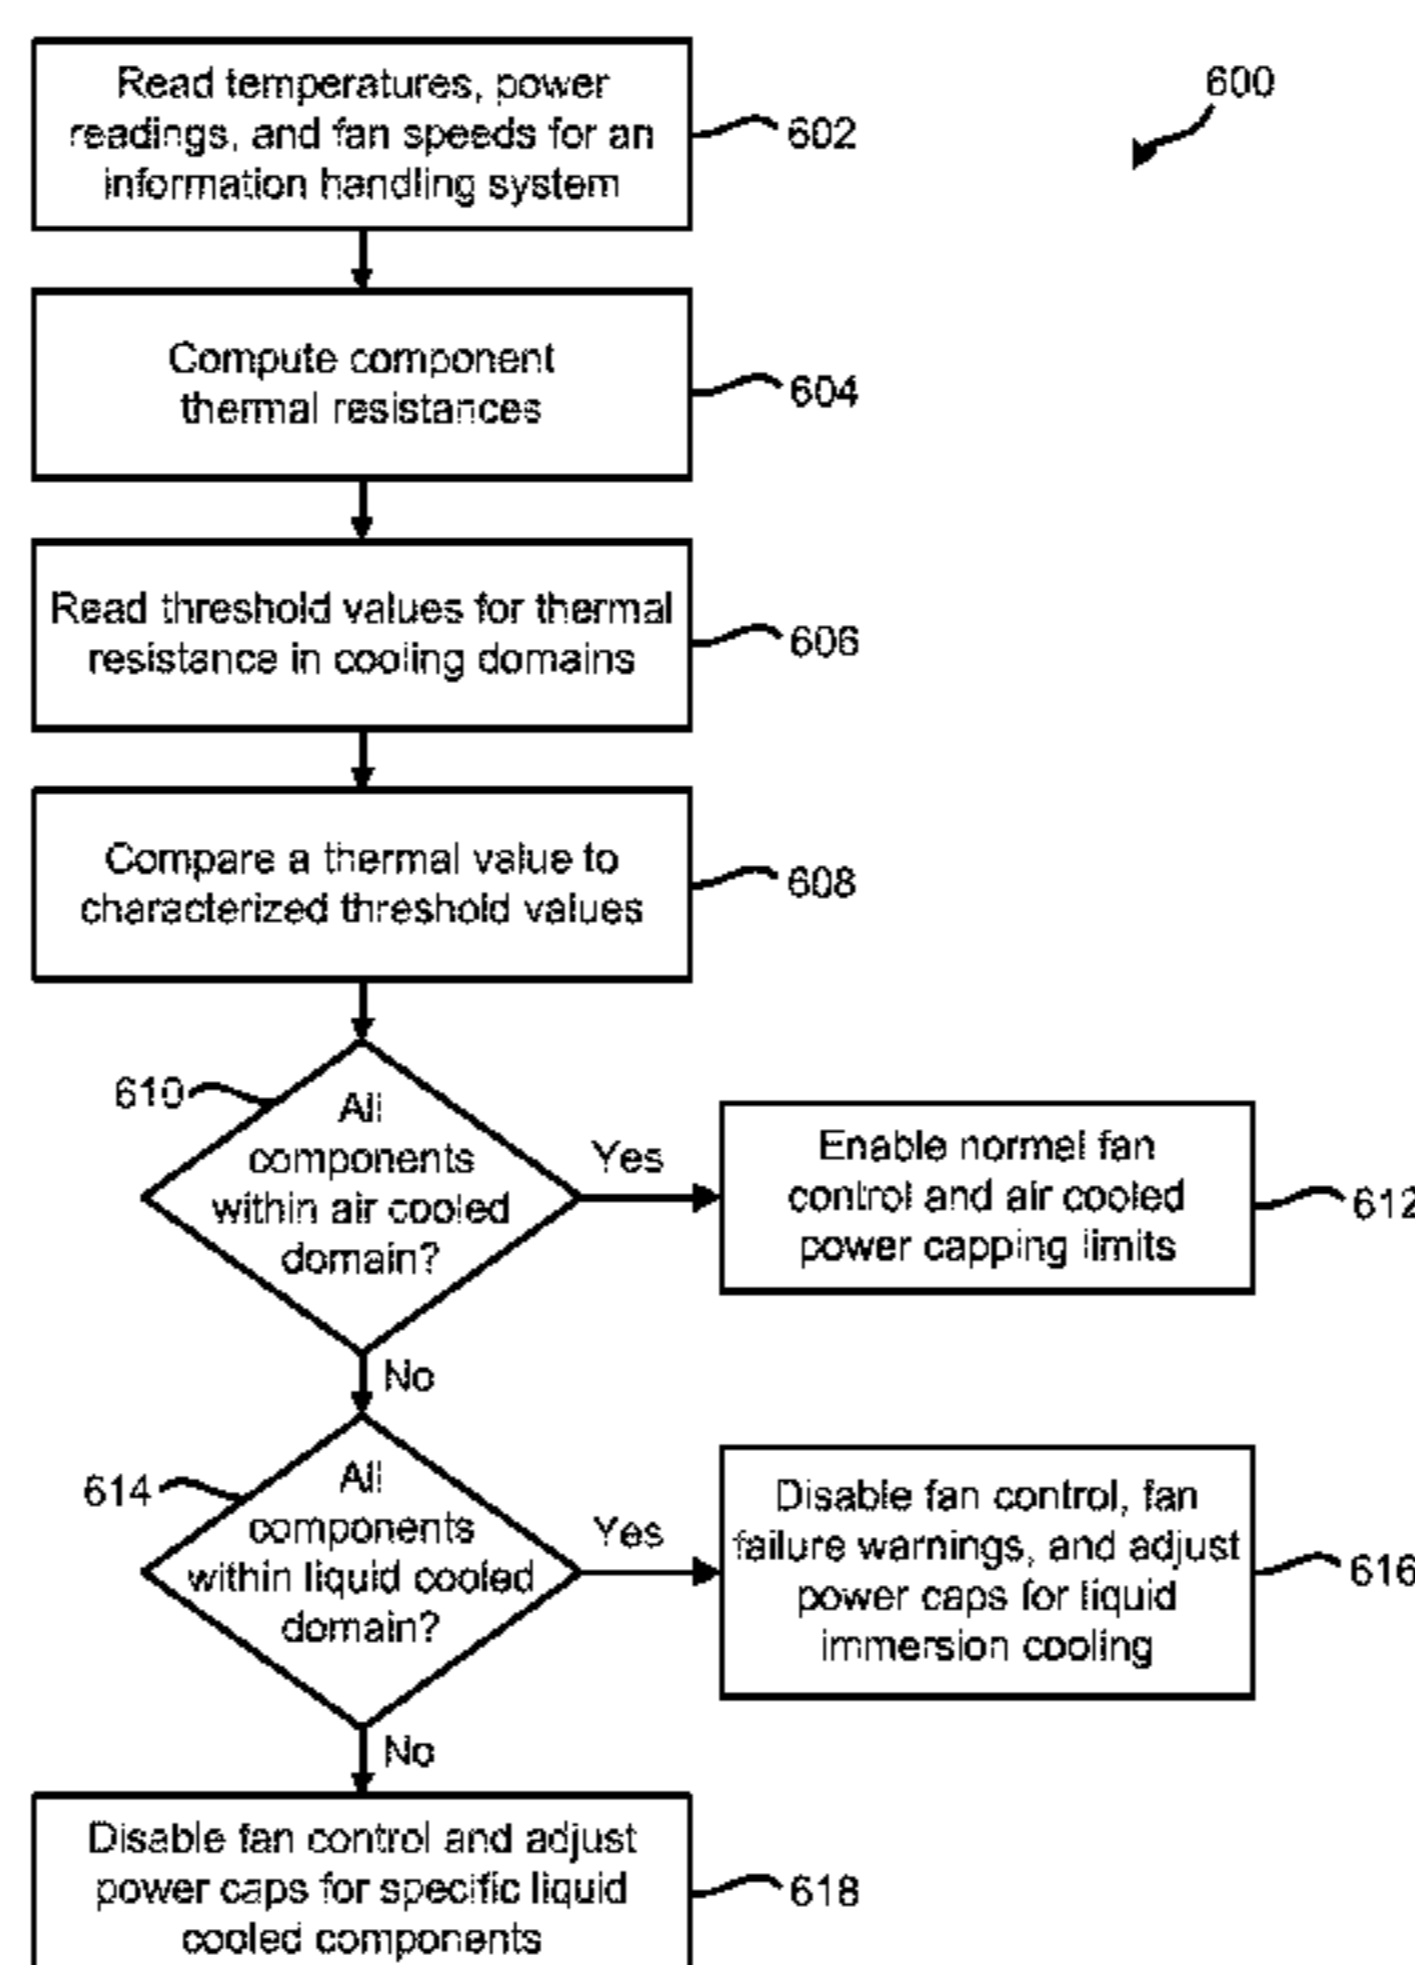 Read temperatures, power
readings, and fan speeds for an
information handling system
602
600
Compute component
thermal resistances
604
Read threshold values for thermal
resistance in cooling domains
606
Compare a thermal value to
characterized threshold values
608
610
All
components
within air cooled
domain?
Yes
Enable normal fan
control and air cooled
power capping limits
612
No
614
All
components
within liquid cooled
domain?
Yes
Disable fan control, fan
failure warnings, and adjust
power caps for liquid
immersion cooling
616
No
Disable fan control and adjust
power caps for specific liquid
cooled components
618